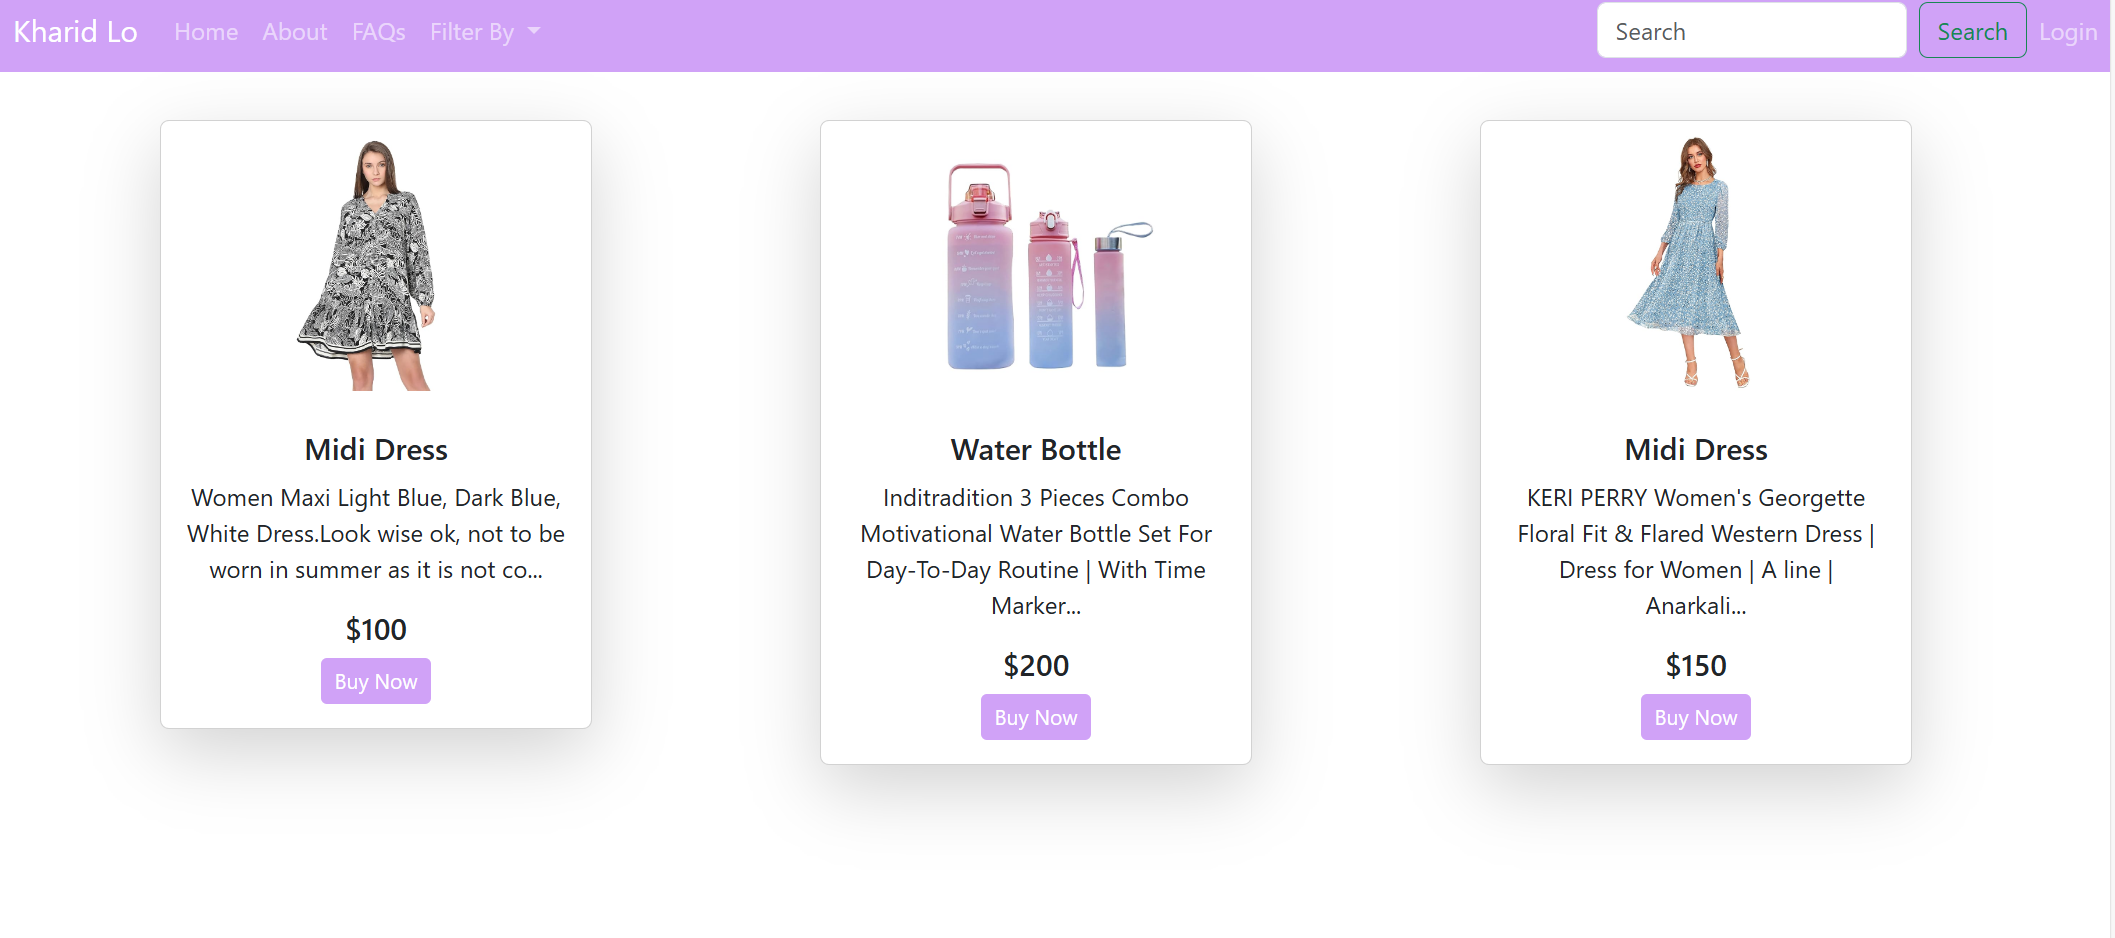 Kharid Lo Home About FAQs Filter By Search Search Login
Midi Dress
Women Maxi Light Blue, Dark Blue,
White Dress.Look wise ok, not to be
worn in summer as it is not co...
$100
Buy Now
Water Bottle
Inditradition 3 Pieces Combo
Motivational Water Bottle Set For
Day-To-Day Routine | With Time
Marker...
$200
Buy Now
Midi Dress
KERI PERRY Women's Georgette
Floral Fit & Flared Western Dress |
Dress for Women | A line |
Anarkali...
$150
Buy Now